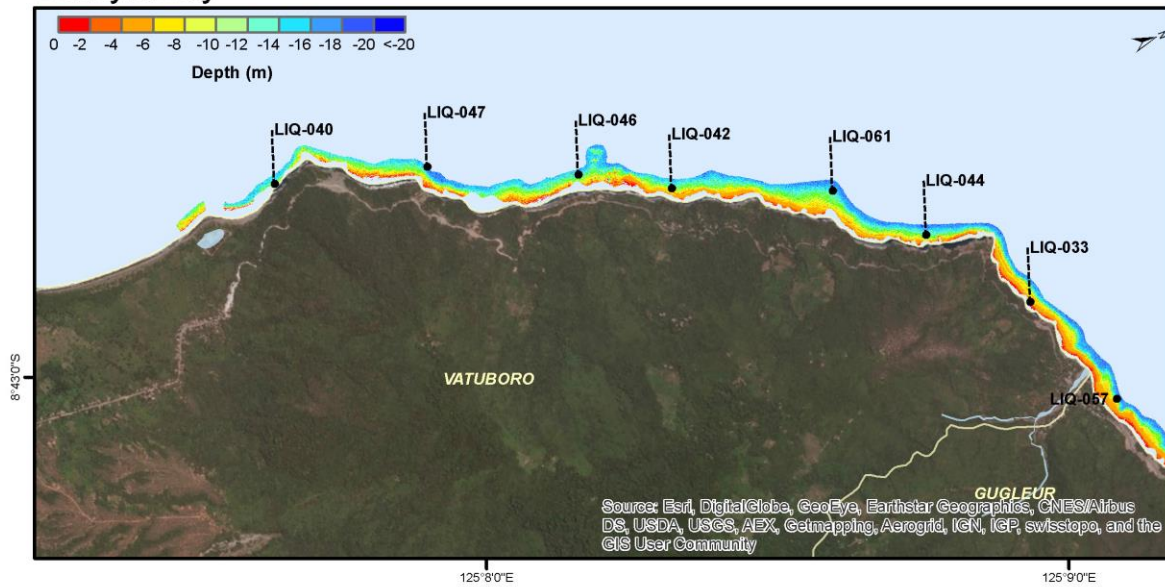 0 -2 -4 -6 -8 -10 -12 -14 -16 -18 -20 <-20
Depth (m)
LIQ-040
LIQ-047
LIQ-046
LIQ-042
LIQ-061
LIQ-044
LIQ-033
LIQ-057
8°43'0"S
VATUBORO
GUGLEUR
Source: Esri, DigitalGlobe, GeoEye, Earthstar Geographics, CNES/Airbus
DS, USDA, USGS, AEX, Getmapping, Aerogrid, IGN, IGP, swisstopo, and the
GIS User Community
125°8'0"E
125°9'0"E